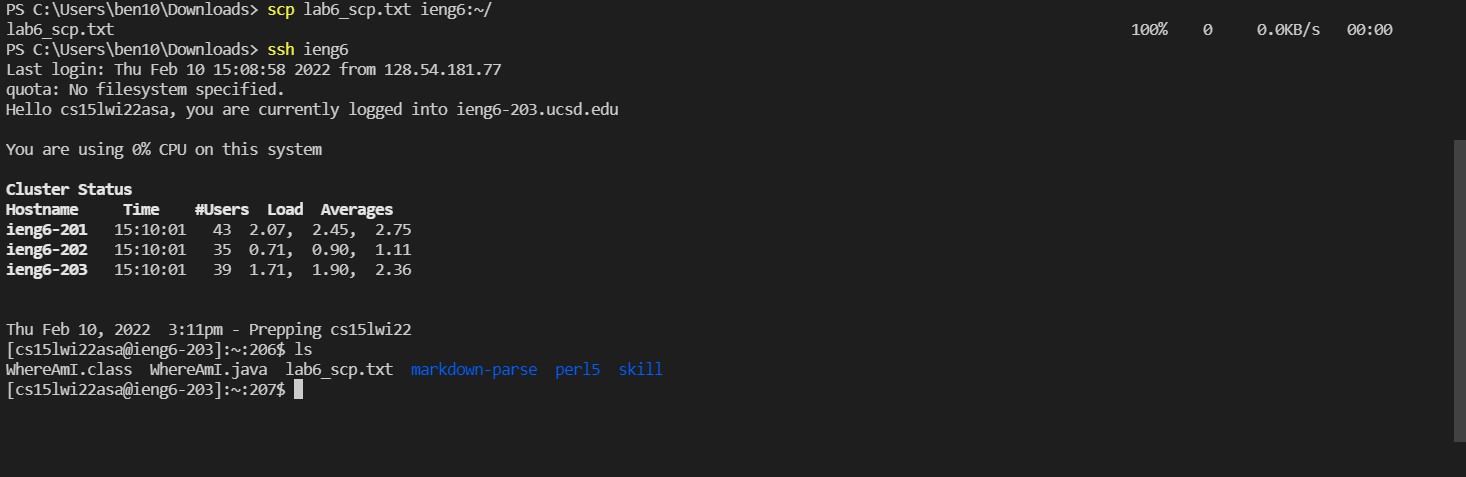 PS C:\Users\ben10\Downloads> scp lab6_scp.txt ieng6:~/
lab6_scp.txt 100% 0 0.0KB/s 00:00
PS C:\Users\ben10\Downloads> ssh ieng6
Last login: Thu Feb 10 15:08:58 2022 from 128.54.181.77
quota: No filesystem specified.
Hello cs15lwi22asa, you are currently logged into ieng6-203.ucsd.edu
You are using 0% CPU on this system
Cluster Status
Hostname Time #Users Load Averages
ieng6-201 15:10:01 43 2.07, 2.45, 2.75
ieng6-202 15:10:01 35 0.71, 0.90, 1.11
ieng6-203 15:10:01 39 1.71, 1.90, 2.36
Thu Feb 10, 2022 3:11pm - Prepping cs15lwi22
[cs15lwi22asa@ieng6-203]:~:206$ ls
WhereAmI.class WhereAmI.java lab6_scp.txt markdown-parse perl5 skill
[cs15lwi22asa@ieng6-203]:~:207$